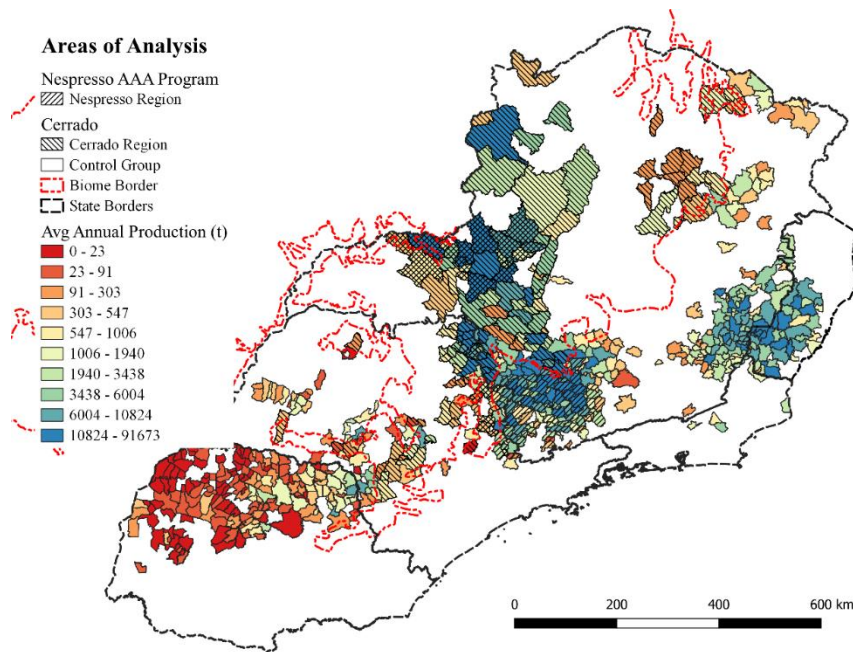 Areas of Analysis
Nespresso AAA Program
Nespresso Region
Cerrado
Cerrado Region
Control Group
Biome Border
State Borders
Avg Annual Production (t)
0 - 23
23 - 91
91 - 303
303 - 547
547 - 1006
1006 - 1940
1940 - 3438
3438 - 6004
6004 - 10824
10824 - 91673
0 200 400 600 km